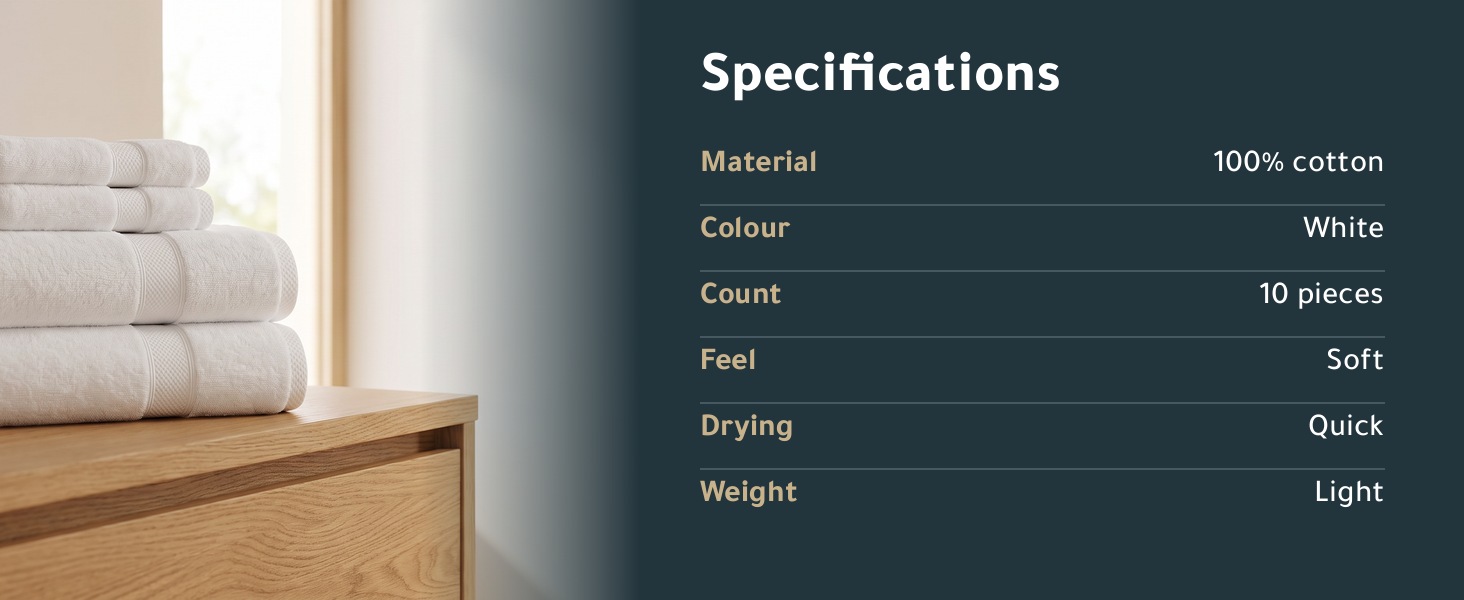 Specifications
Material 100% cotton
Colour White
Count 10 pieces
Feel Soft
Drying Quick
Weight Light